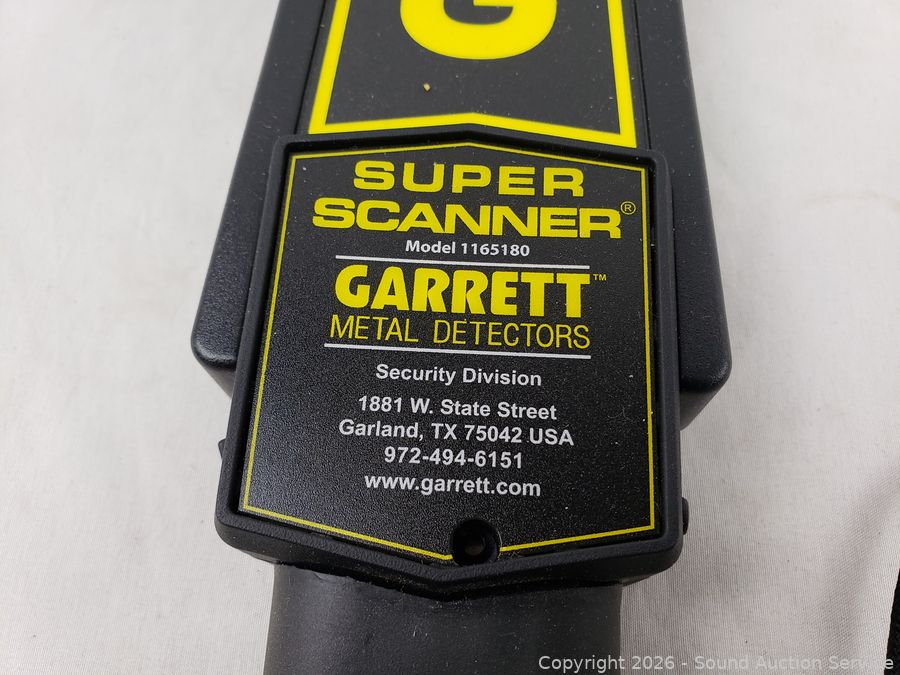 G
SUPER
SCANNER®
Model 1165180
GARRETT™
METAL DETECTORS
Security Division
1881 W. State Street
Garland, TX 75042 USA
972-494-6151
www.garrett.com
Copyright 2026 - Sound Auction Service